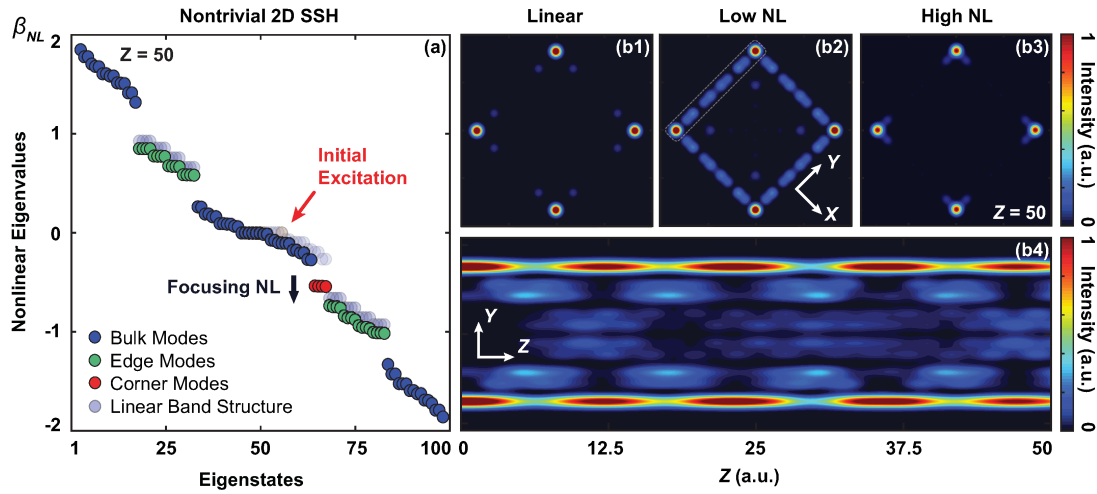 Nontrivial 2D SSH
Linear
Low NL
High NL
β_NL
2
1
0
-1
-2
Nonlinear Eigenvalues
Z = 50
(a)
Initial
Excitation
Focusing NL
Bulk Modes
Edge Modes
Corner Modes
Linear Band Structure
1
25
50
75
100
Eigenstates
(b1)
(b2)
Y
X
(b3)
Z = 50
1
Intensity (a.u.)
0
(b4)
Y
Z
1
Intensity (a.u.)
0
0
12.5
25
37.5
50
Z (a.u.)